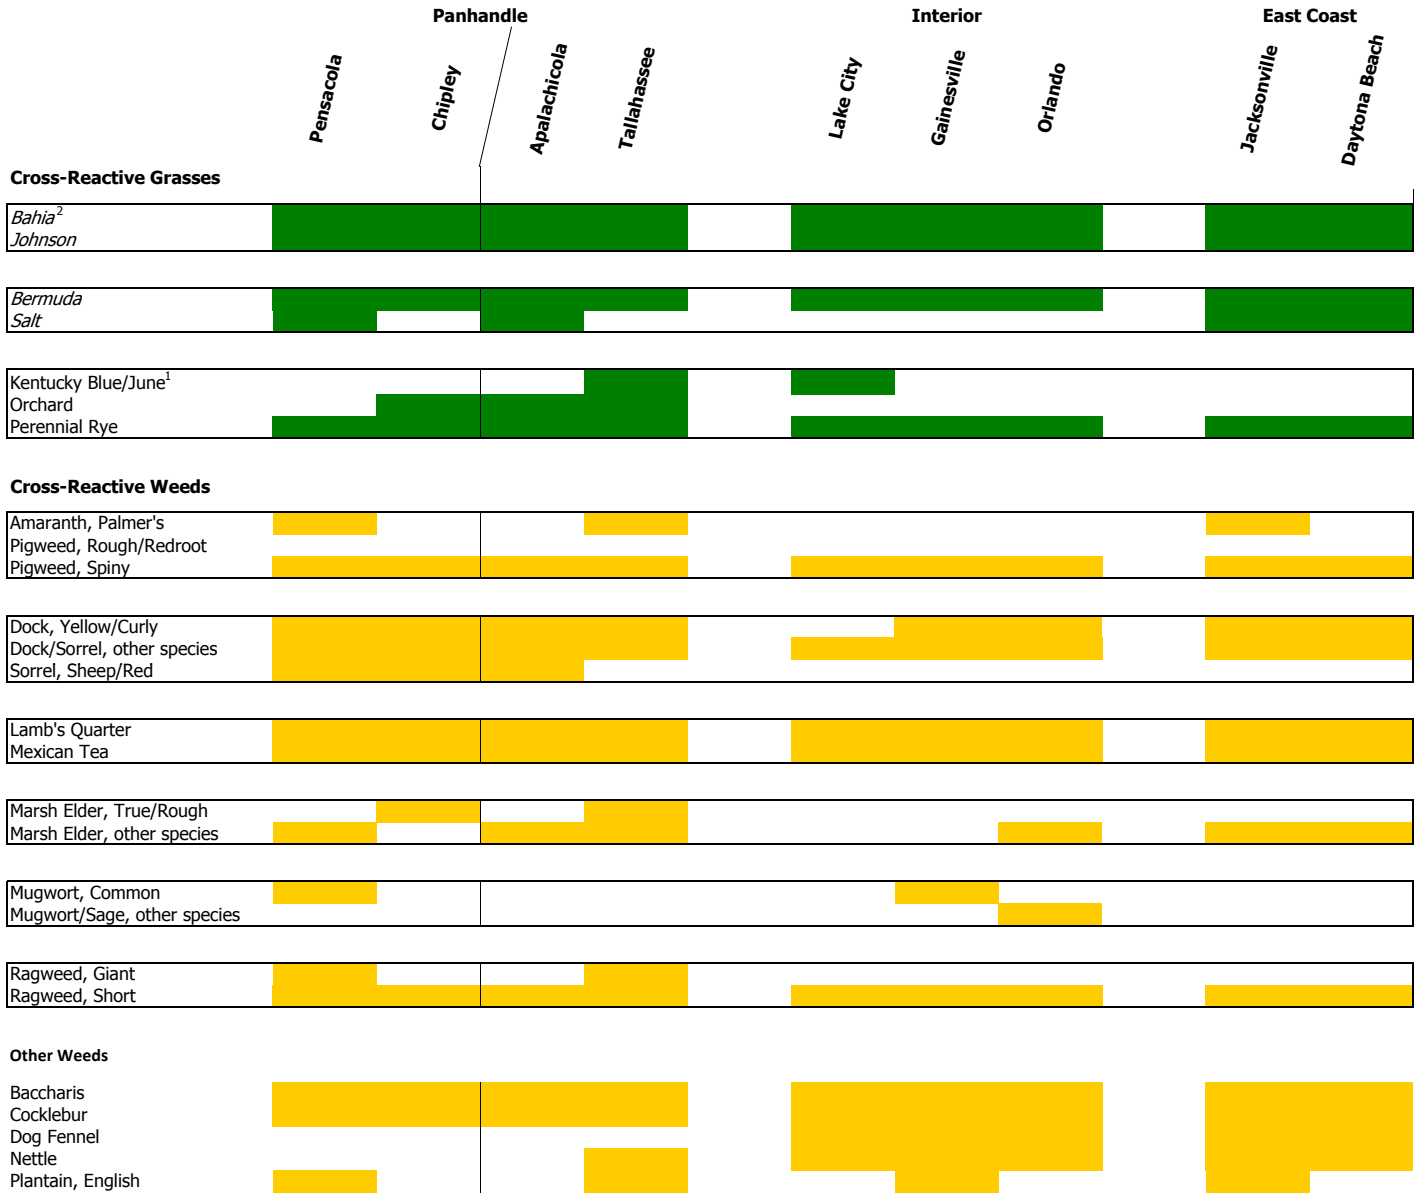 Panhandle Interior East Coast
Pensacola Chipley Apalachicola Tallahassee Lake City Gainesville Orlando Jacksonville Daytona Beach
Cross-Reactive Grasses
Bahia2
Johnson
Bermuda
Salt
Kentucky Blue/June1
Orchard
Perennial Rye
Cross-Reactive Weeds
Amaranth, Palmer's
Pigweed, Rough/Redroot
Pigweed, Spiny
Dock, Yellow/Curly
Dock/Sorrel, other species
Sorrel, Sheep/Red
Lamb's Quarter
Mexican Tea
Marsh Elder, True/Rough
Marsh Elder, other species
Mugwort, Common
Mugwort/Sage, other species
Ragweed, Giant
Ragweed, Short
Other Weeds
Baccharis
Cocklebur
Dog Fennel
Nettle
Plantain, English